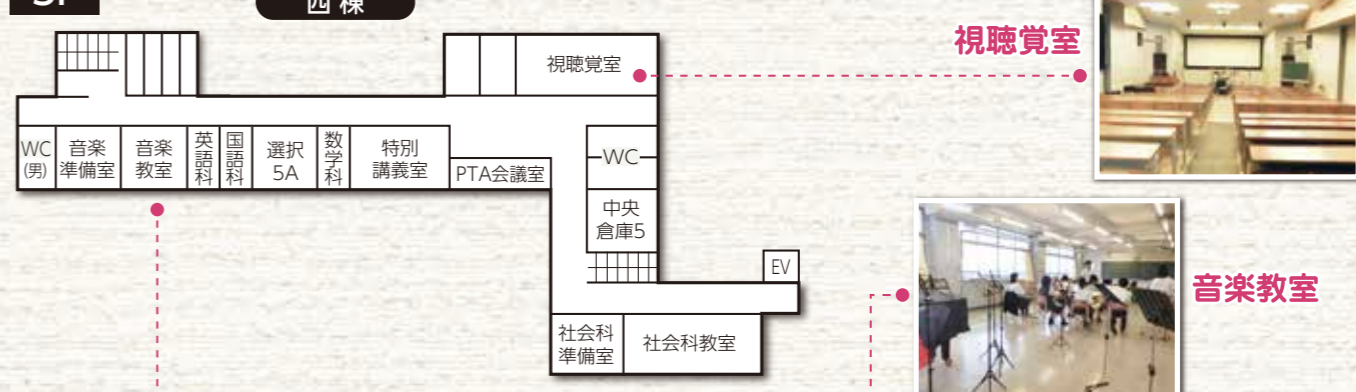 西棟
視聴覚室
視聴覚室
WC
(男)
音楽
準備室
音楽
教室
英語科
国語科
選択
5A
数学科
特別
講義室
PTA会議室
WC
中央
倉庫5
EV
音楽教室
社会科
準備室
社会科教室